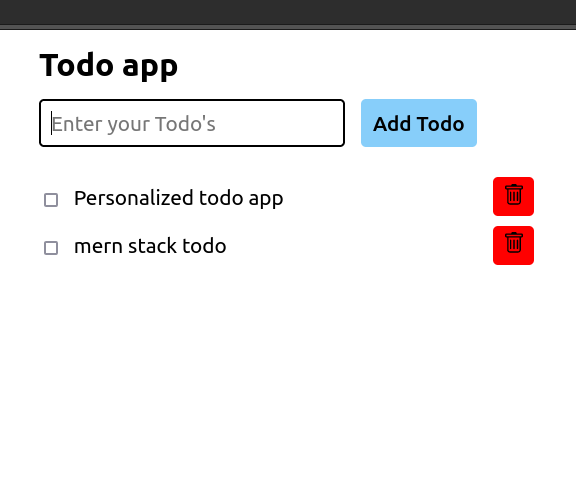 Todo app
Enter your Todo's
Add Todo
Personalized todo app
mern stack todo